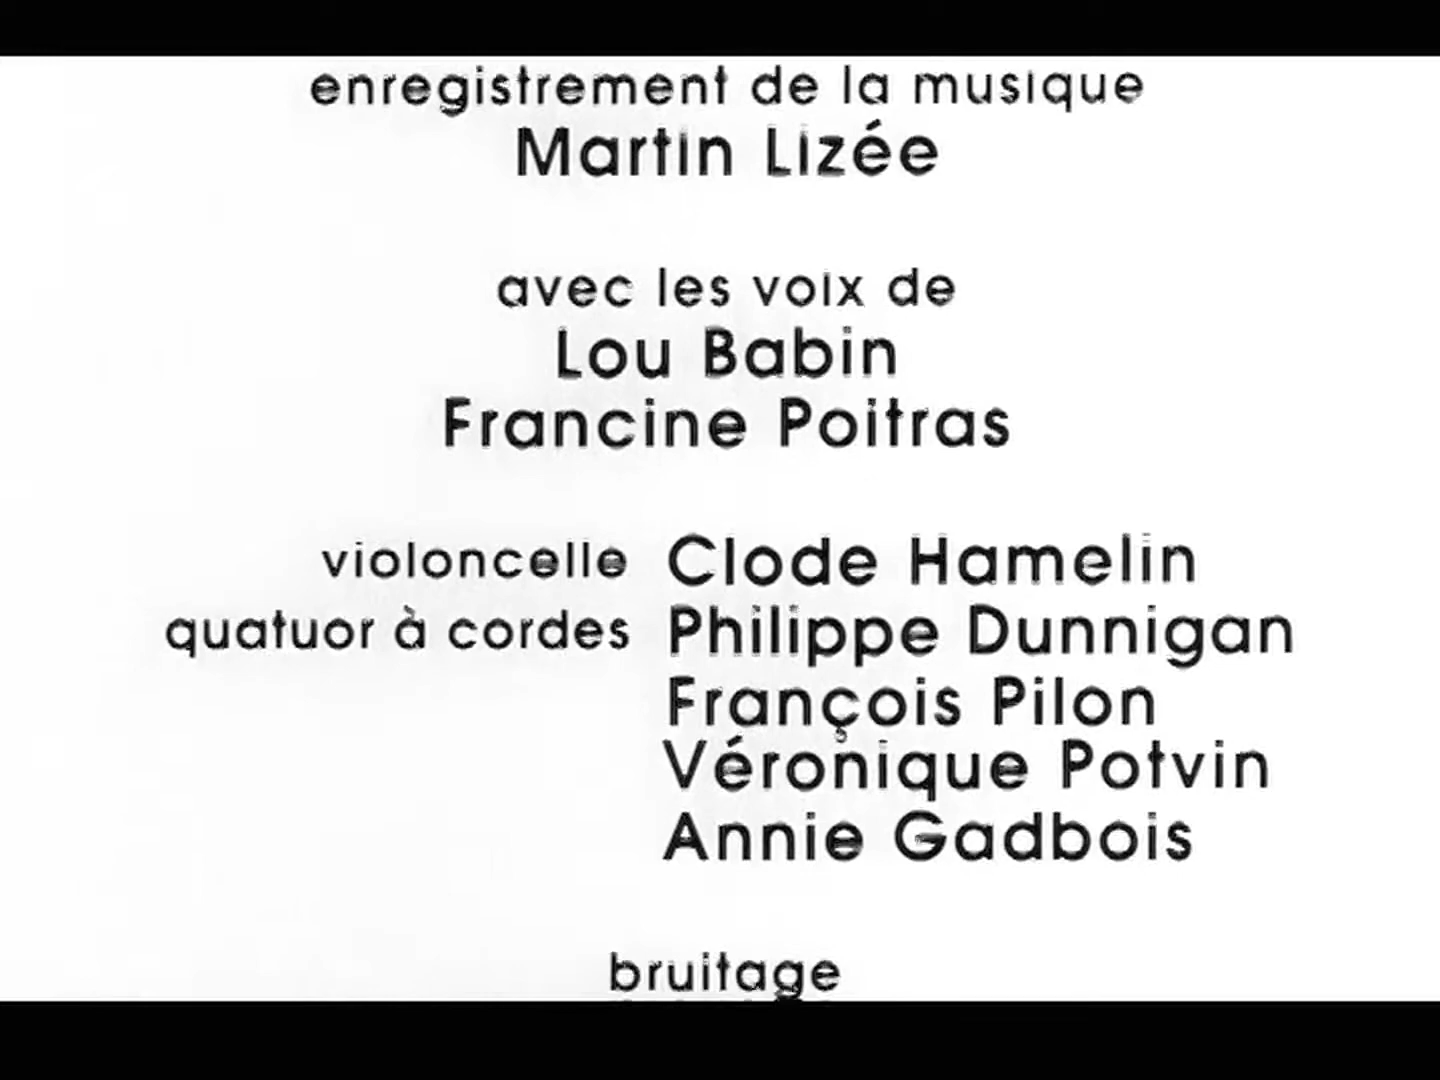 enregistrement de la musique
Martin Lizée
avec les voix de
Lou Babin
Francine Poitras
violoncelle Clode Hamelin
quatuor à cordes Philippe Dunnigan
François Pilon
Véronique Potvin
Annie Gadbois
bruitage